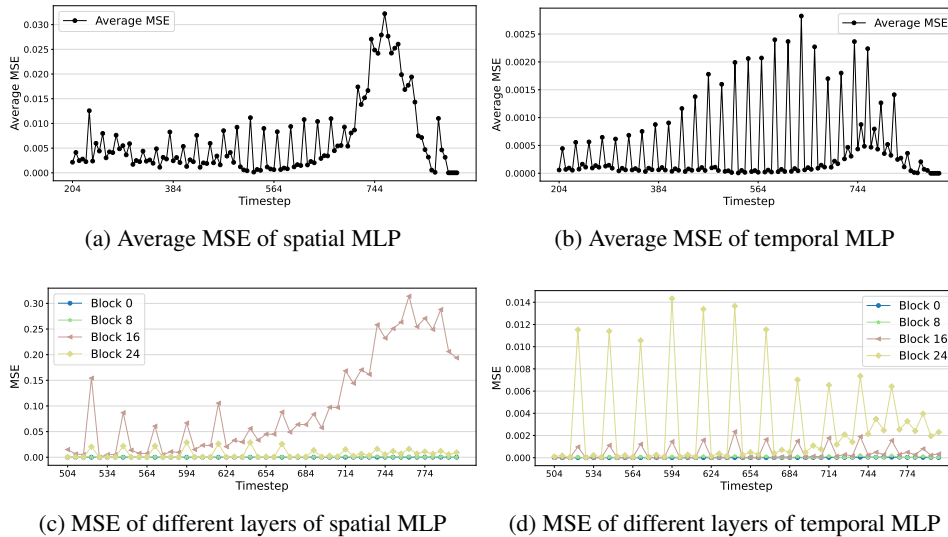 Average MSE
0.030
0.025
0.020
0.015
0.010
0.005
0.000
Average MSE
204
384
564
744
Timestep
(a) Average MSE of spatial MLP
Average MSE
0.0025
0.0020
0.0015
0.0010
0.0005
0.0000
Average MSE
204
384
564
744
Timestep
(b) Average MSE of temporal MLP
Block 0
Block 8
Block 16
Block 24
0.30
0.25
0.20
0.15
0.10
0.05
0.00
MSE
504
534
564
594
624
654
684
714
744
774
Timestep
(c) MSE of different layers of spatial MLP
Block 0
Block 8
Block 16
Block 24
0.014
0.012
0.010
0.008
0.006
0.004
0.002
0.000
MSE
504
534
564
594
624
654
684
714
744
774
Timestep
(d) MSE of different layers of temporal MLP